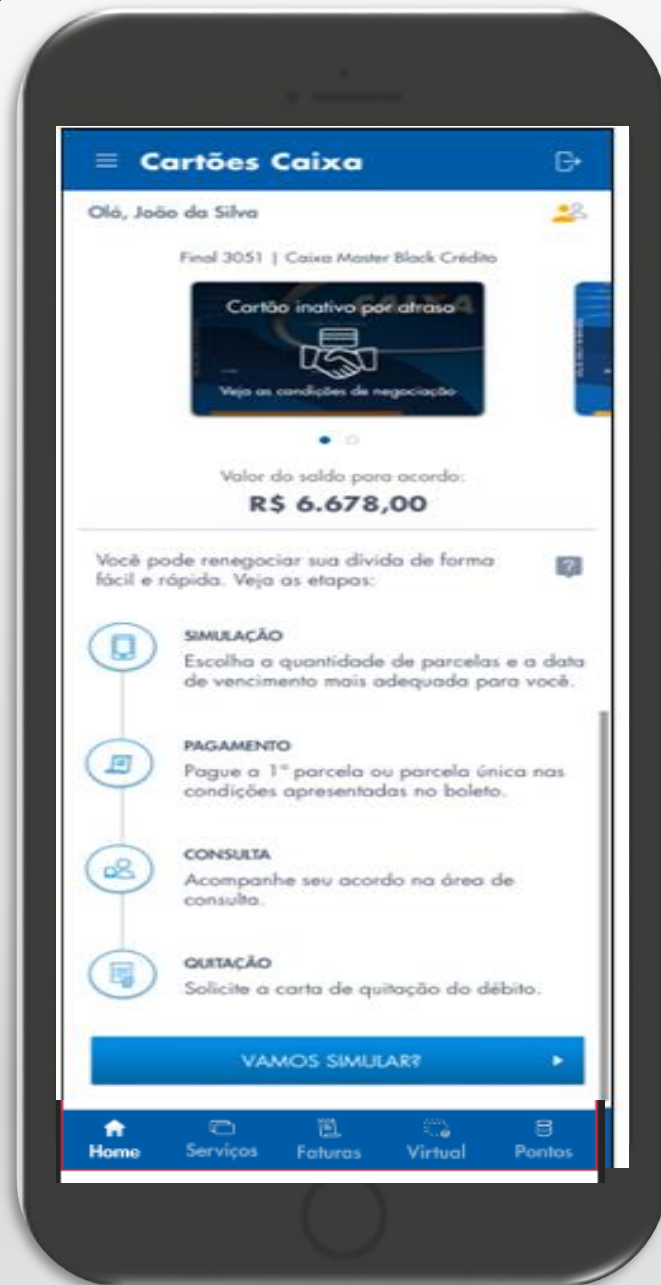 Cartões Caixa
Olá, João da Silva
Final 3051 | Caixa Master Black Crédito
CAIXA
Cartão inativo por atraso
Veja as condições de negociação
Valor do saldo para acordo:
R$ 6.678,00
Você pode renegociar sua dívida de forma
fácil e rápida. Veja as etapas:
?
SIMULAÇÃO
Escolha a quantidade de parcelas e a data
de vencimento mais adequada para você.
PAGAMENTO
Pague a 1ª parcela ou parcela única nas
condições apresentadas no boleto.
CONSULTA
Acompanhe seu acordo na área de
consulta.
QUITAÇÃO
Solicite a carta de quitação do débito.
VAMOS SIMULAR?
Home Serviços Faturas Virtual Pontos